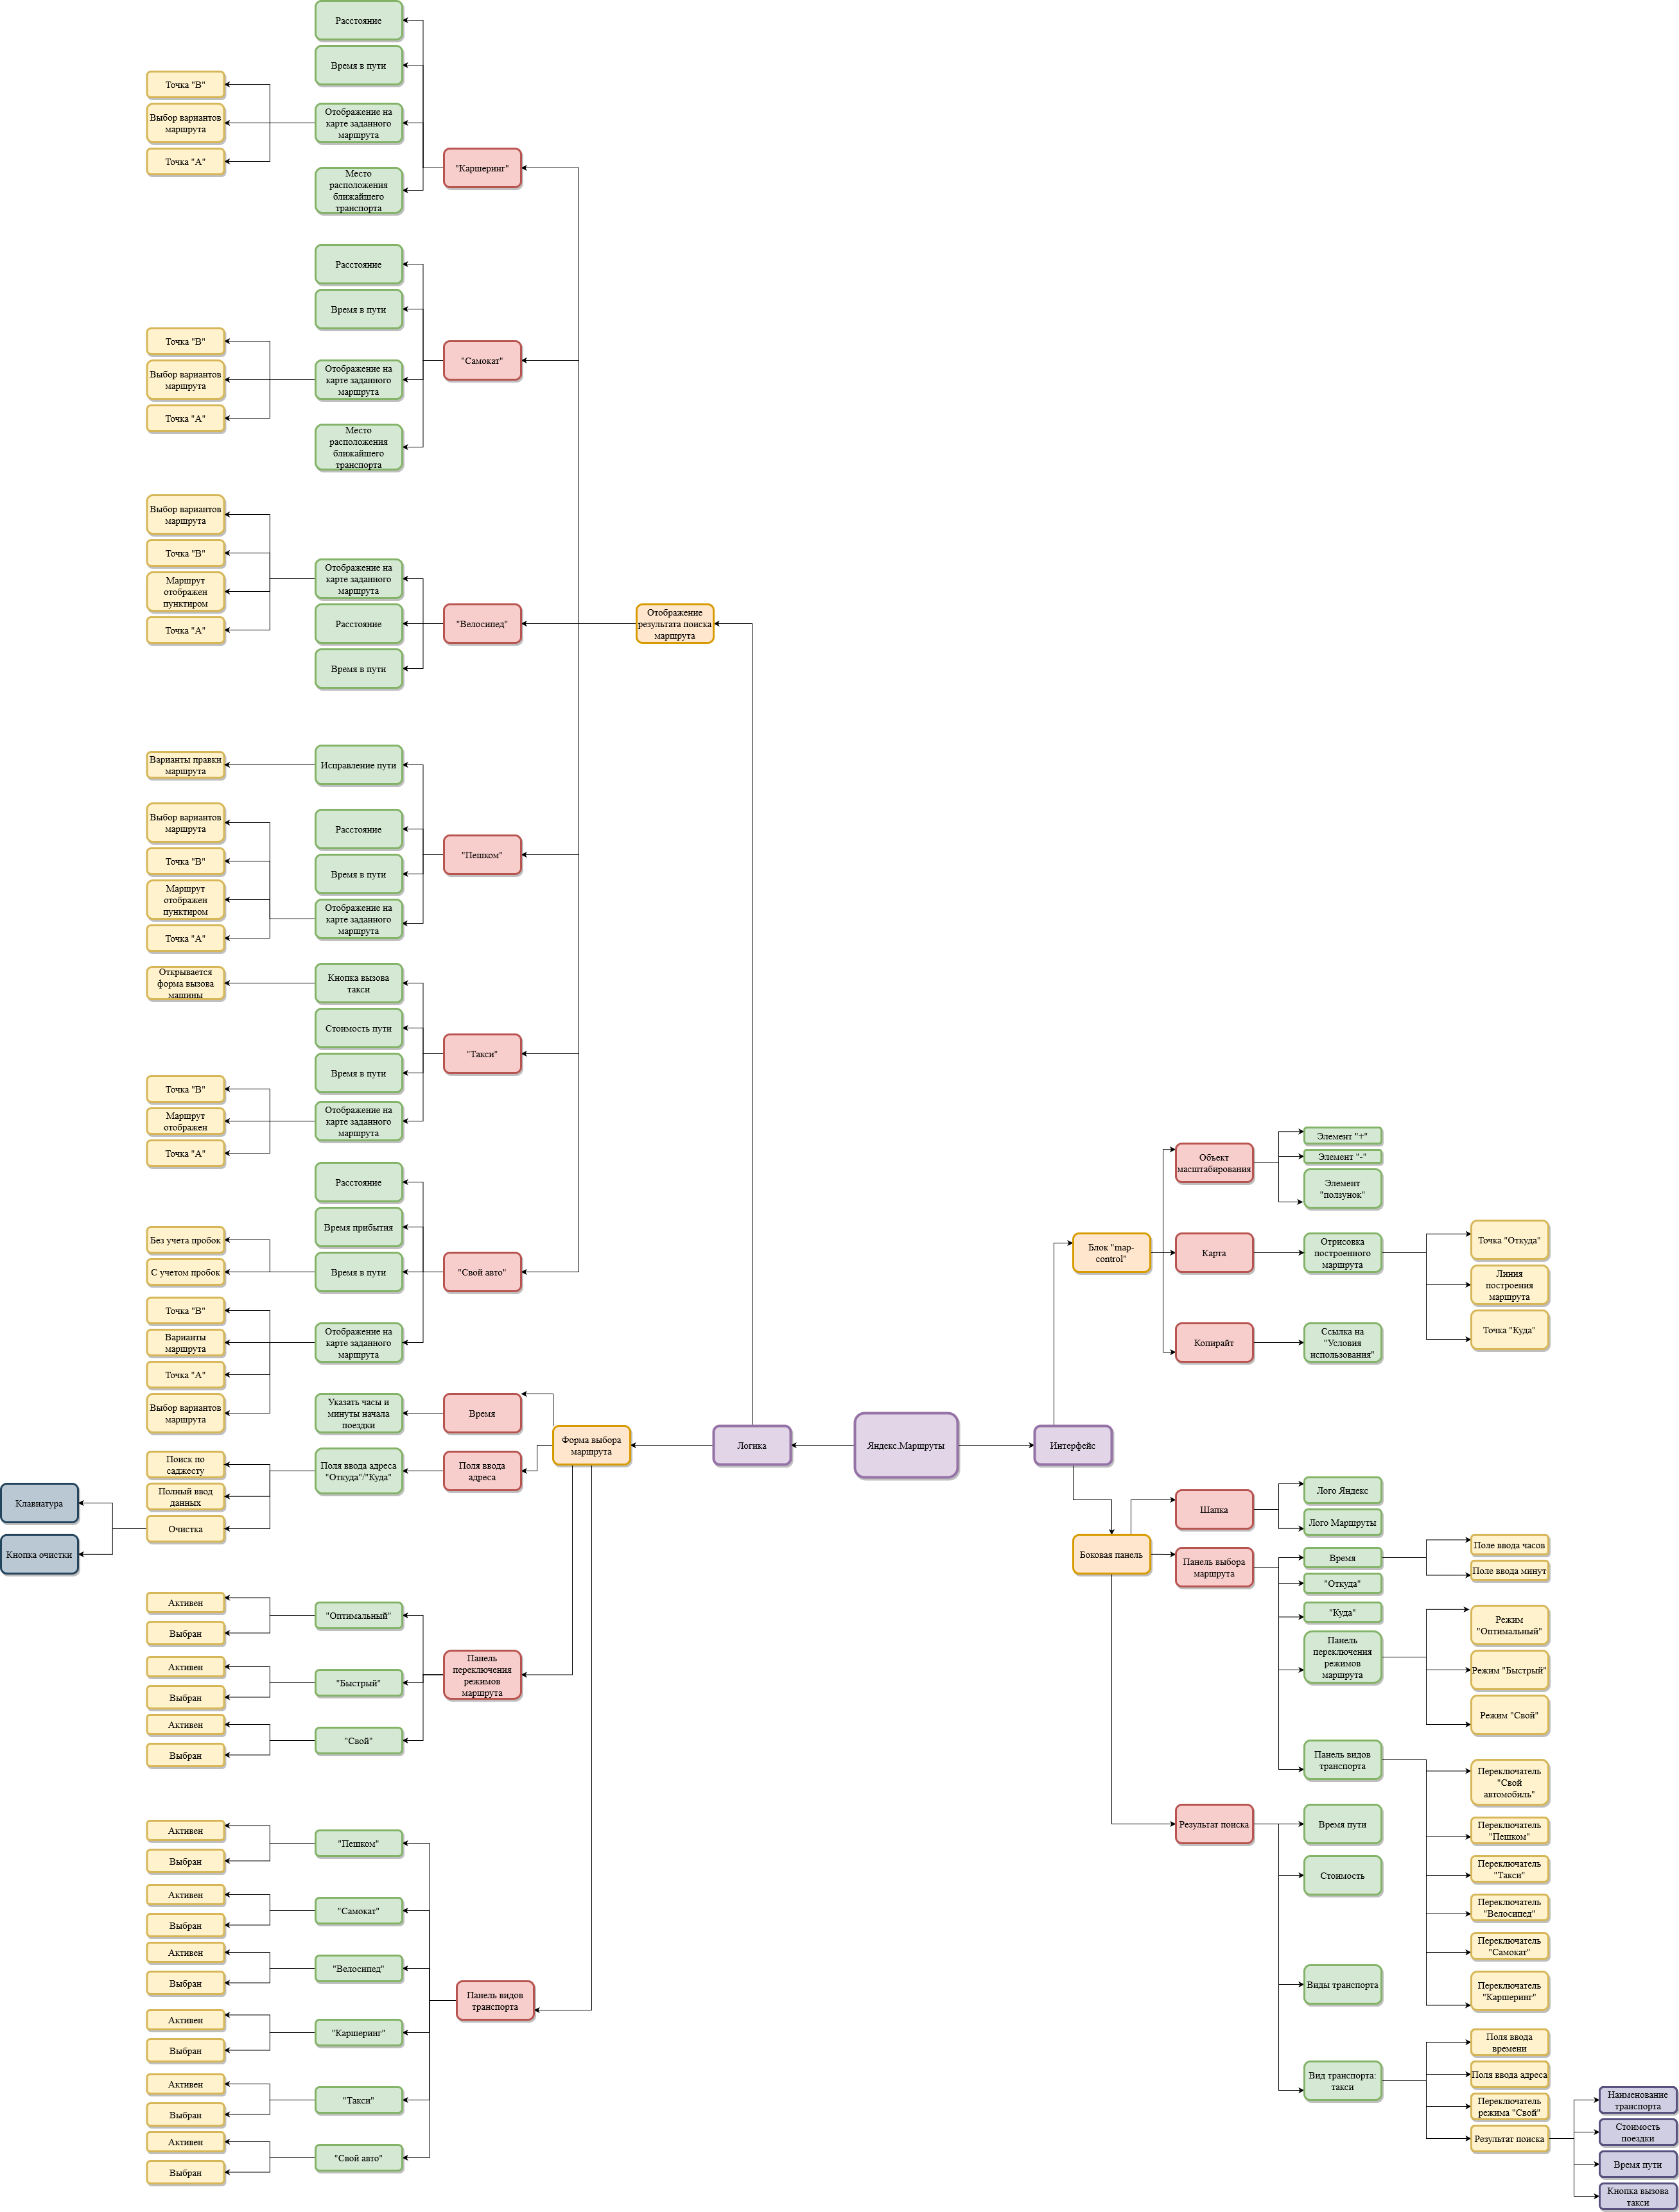 Расстояние
Время в пути
Отображение на
карте заданного
маршрута
Место
расположения
ближайшего
транспорта
Точка "B"
Выбор вариантов
маршрута
Точка "A"
"Каршеринг"
Расстояние
Время в пути
Отображение на
карте заданного
маршрута
Место
расположения
ближайшего
транспорта
Точка "B"
Выбор вариантов
маршрута
Точка "A"
"Самокат"
Выбор вариантов
маршрута
Точка "B"
Маршрут
отображен
пунктиром
Точка "A"
Отображение на
карте заданного
маршрута
Расстояние
Время в пути
"Велосипед"
Отображение
результата поиска
маршрута
Варианты правки
маршрута
Исправление пути
Выбор вариантов
маршрута
Точка "B"
Маршрут
отображен
пунктиром
Точка "A"
Расстояние
Время в пути
Отображение на
карте заданного
маршрута
"Пешком"
Открывается
форма вызова
машины
Кнопка вызова
такси
Стоимость пути
Время в пути
Отображение на
карте заданного
маршрута
"Такси"
Точка "B"
Маршрут
отображен
Точка "A"
Расстояние
Время прибытия
Время в пути
Отображение на
карте заданного
маршрута
"Свой авто"
Без учета пробок
С учетом пробок
Точка "B"
Варианты
маршрута
Точка "A"
Выбор вариантов
маршрута
Указать часы и
минуты начала
поездки
Время
Поля ввода адреса
"Откуда"/"Куда"
Поля ввода
адреса
Форма выбора
маршрута
Логика
Яндекс.Маршруты
Интерфейс
Поиск по
саджесту
Полный ввод
данных
Очистка
Клавиатура
Кнопка очистки
Активен
Выбран
"Оптимальный"
Активен
Выбран
"Быстрый"
Активен
Выбран
"Свой"
Панель
переключения
режимов
маршрута
Активен
Выбран
"Пешком"
Активен
Выбран
"Самокат"
Активен
Выбран
"Велосипед"
Активен
Выбран
"Каршеринг"
Активен
Выбран
"Такси"
Активен
Выбран
"Свой авто"
Панель видов
транспорта
Блок "map-
control"
Объект
масштабирования
Элемент "+"
Элемент "-"
Элемент
"ползунок"
Карта
Отрисовка
построенного
маршрута
Точка "Откуда"
Линия
построения
маршрута
Точка "Куда"
Копирайт
Ссылка на
"Условия
использования"
Боковая панель
Шапка
Лого Яндекс
Лого Маршруты
Панель выбора
маршрута
Время
Поле ввода часов
Поле ввода минут
"Откуда"
"Куда"
Панель
переключения
режимов
маршрута
Режим
"Оптимальный"
Режим "Быстрый"
Режим "Свой"
Панель видов
транспорта
Переключатель
"Свой
автомобиль"
Переключатель
"Пешком"
Переключатель
"Такси"
Переключатель
"Велосипед"
Переключатель
"Самокат"
Переключатель
"Каршеринг"
Результат поиска
Время пути
Стоимость
Виды транспорта
Вид транспорта:
такси
Поля ввода
времени
Поля ввода адреса
Переключатель
режима "Свой"
Результат поиска
Наименование
транспорта
Стоимость
поездки
Время пути
Кнопка вызова
такси